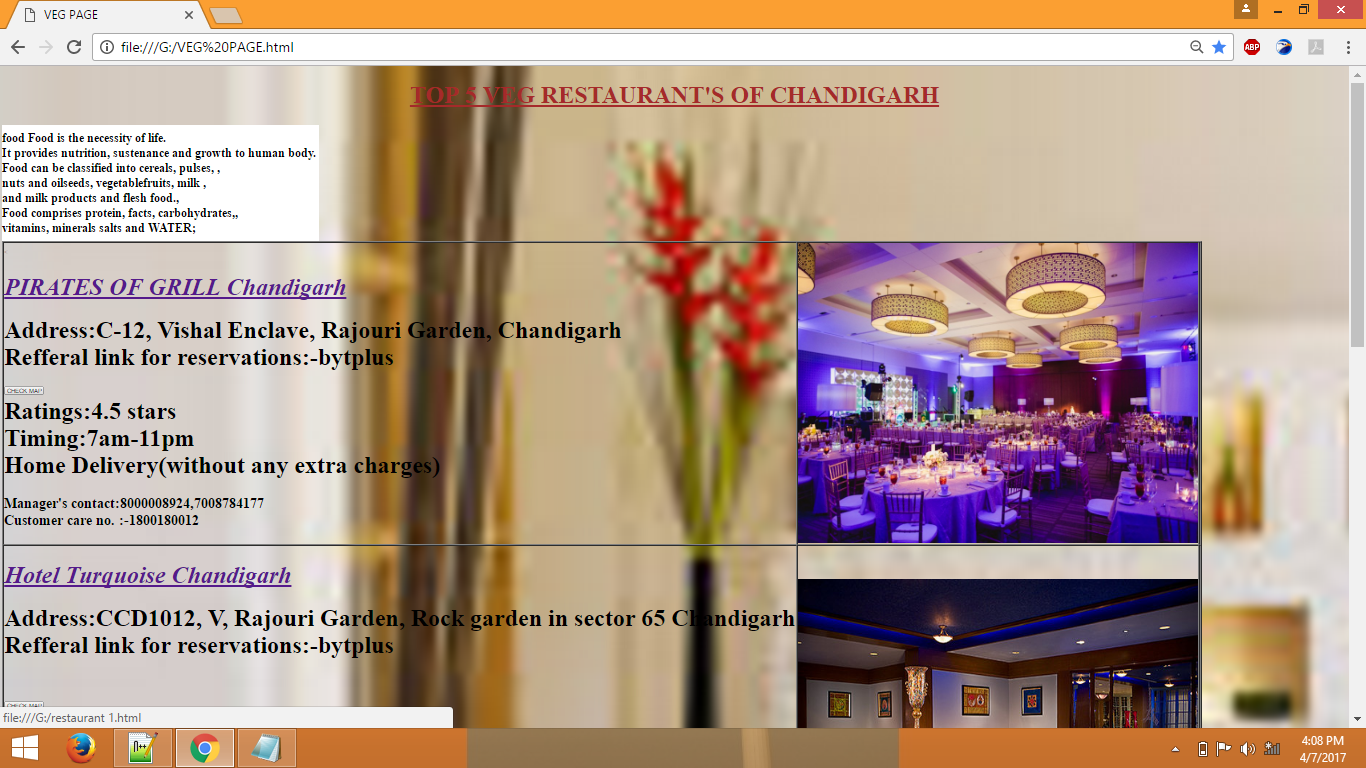 VEG PAGE
file:///G:/VEG%20PAGE.html
ABP
TOP 5 VEG RESTAURANT'S OF CHANDIGARH
food Food is the necessity of life.
It provides nutrition, sustenance and growth to human body.
Food can be classified into cereals, pulses, ,
nuts and oilseeds, vegetablefruits, milk ,
and milk products and flesh food.,
Food comprises protein, facts, carbohydrates,,
vitamins, minerals salts and WATER;
PIRATES OF GRILL Chandigarh
Address:C-12, Vishal Enclave, Rajouri Garden, Chandigarh
Refferal link for reservations:-bytplus
CHECK MAP
Ratings:4.5 stars
Timing:7am-11pm
Home Delivery(without any extra charges)
Manager's contact:8000008924,7008784177
Customer care no. :-1800180012
Hotel Turquoise Chandigarh
Address:CCD1012, V, Rajouri Garden, Rock garden in sector 65 Chandigarh
Refferal link for reservations:-bytplus
CHECK MAP
file:///G:/restaurant 1.html
4:08 PM
4/7/2017